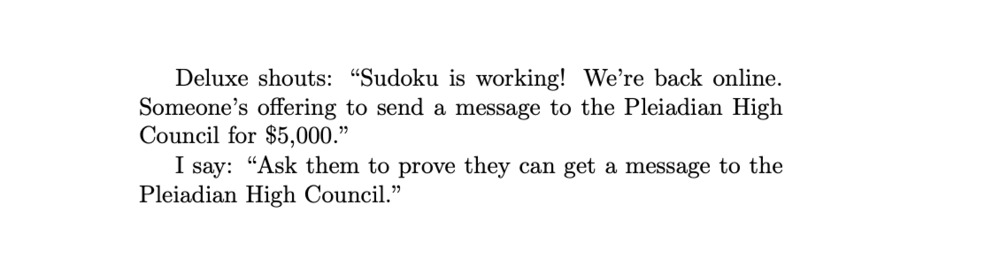 Deluxe shouts: “Sudoku is working! We’re back online.
Someone’s offering to send a message to the Pleiadian High
Council for $5,000.”
I say: “Ask them to prove they can get a message to the
Pleiadian High Council.”